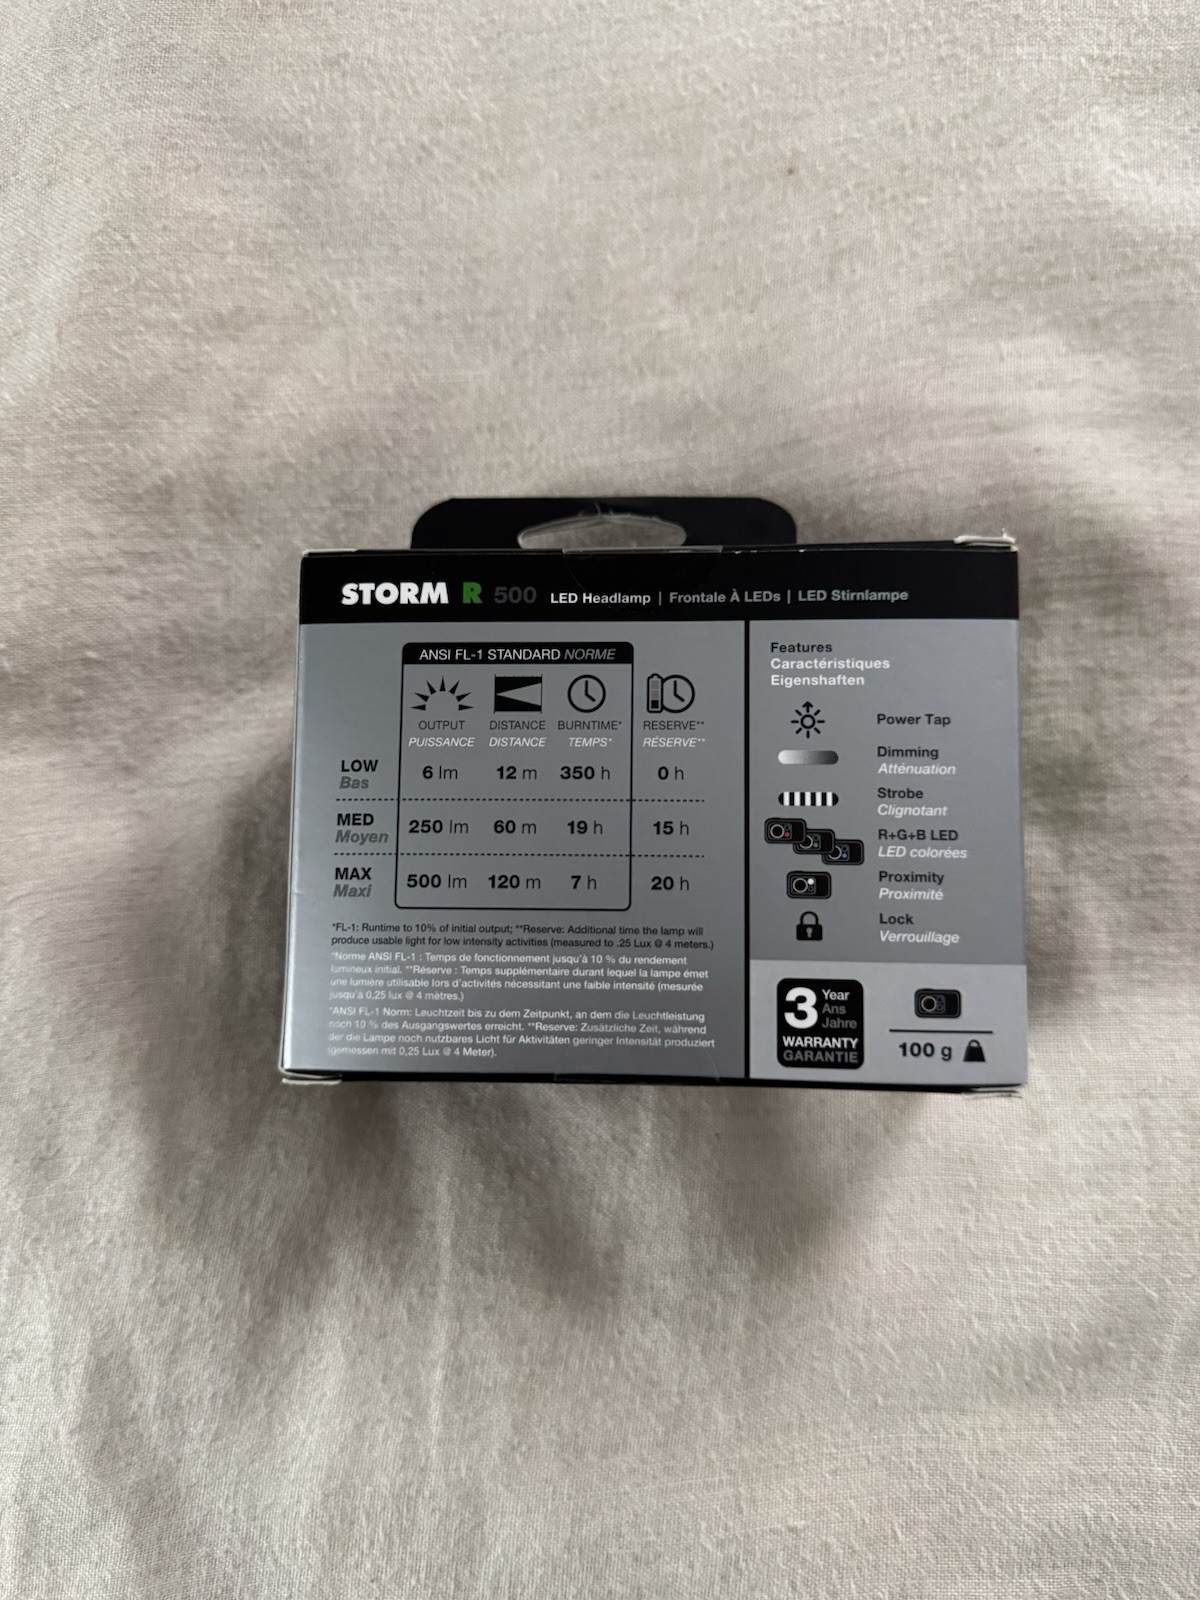 STORM R 500 LED Headlamp | Frontale À LEDs | LED Stirnlampe
ANSI FL-1 STANDARD NORME
OUTPUT DISTANCE BURNTIME* RESERVE**
PUISSANCE DISTANCE TEMPS* RÉSERVE**
LOW 6 lm 12 m 350 h 0 h
Bas
MED 250 lm 60 m 19 h 15 h
Moyen
MAX 500 lm 120 m 7 h 20 h
Maxi
*FL-1: Runtime to 10% of initial output; **Reserve: Additional time the lamp will
produce usable light for low intensity activities (measured to .25 Lux @ 4 meters.)
*Norme ANSI FL-1 : Temps de fonctionnement jusqu'à 10 % du rendement
lumineux initial. **Réserve : Temps supplémentaire durant lequel la lampe émet
une lumière utilisable lors d'activités nécessitant une faible intensité (mesurée
jusqu'à 0,25 lux @ 4 mètres.)
*ANSI FL-1 Norm: Leuchtzeit bis zu dem Zeitpunkt, an dem die Leuchtleistung
noch 10 % des Ausgangswertes erreicht. **Reserve: Zusätzliche Zeit, während
der die Lampe noch nutzbares Licht für Aktivitäten geringer Intensität produziert
(gemessen mit 0,25 Lux @ 4 Meter).
Features
Caractéristiques
Eigenshaften
Power Tap
Dimming
Atténuation
Strobe
Clignotant
R+G+B LED
LED colorées
Proximity
Proximité
Lock
Verrouillage
3 Year
Ans
Jahre
WARRANTY
GARANTIE
100 g